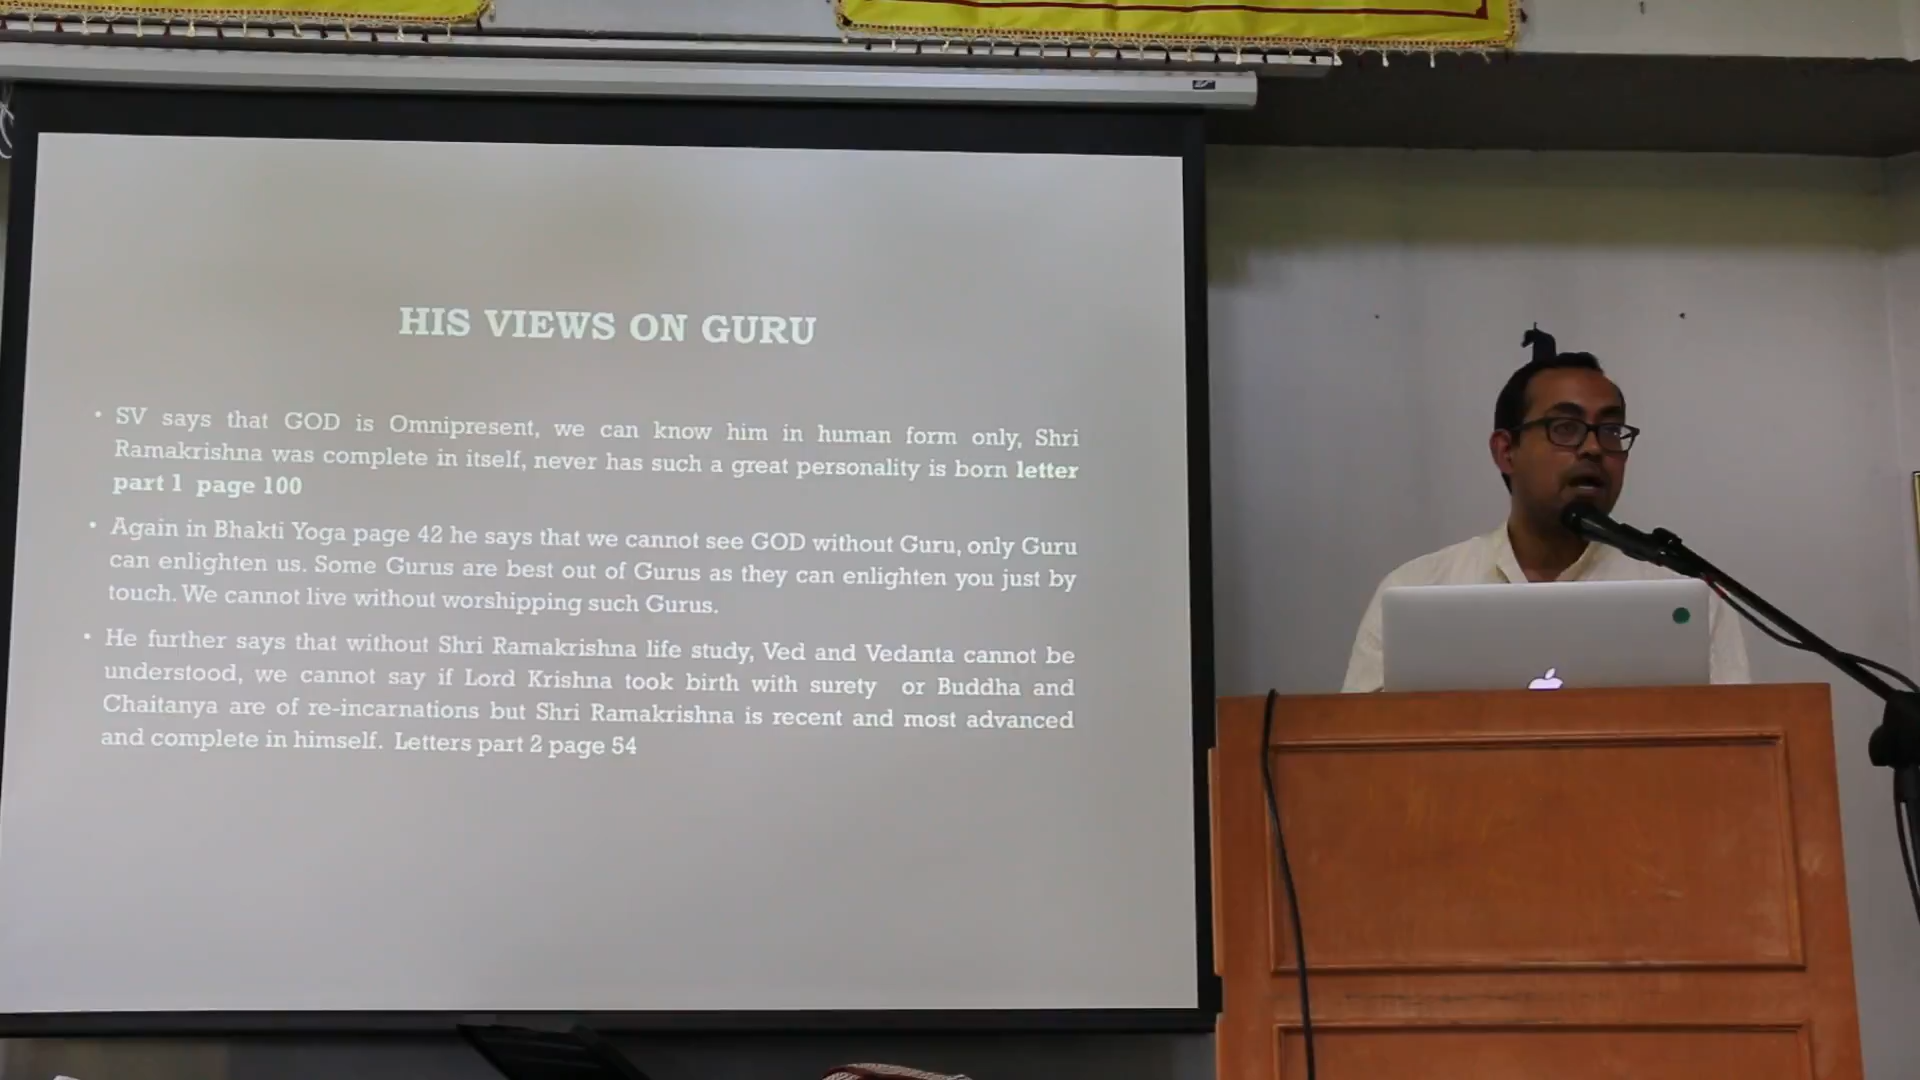 HIS VIEWS ON GURU
• SV says that GOD is Omnipresent, we can know him in human form only, Shri
Ramakrishna was complete in itself, never has such a great personality is born letter
part 1 page 100
• Again in Bhakti Yoga page 42 he says that we cannot see GOD without Guru, only Guru
can enlighten us. Some Gurus are best out of Gurus as they can enlighten you just by
touch. We cannot live without worshipping such Gurus.
• He further says that without Shri Ramakrishna life study, Ved and Vedanta cannot be
understood, we cannot say if Lord Krishna took birth with surety or Buddha and
Chaitanya are of re-incarnations but Shri Ramakrishna is recent and most advanced
and complete in himself. Letters part 2 page 54